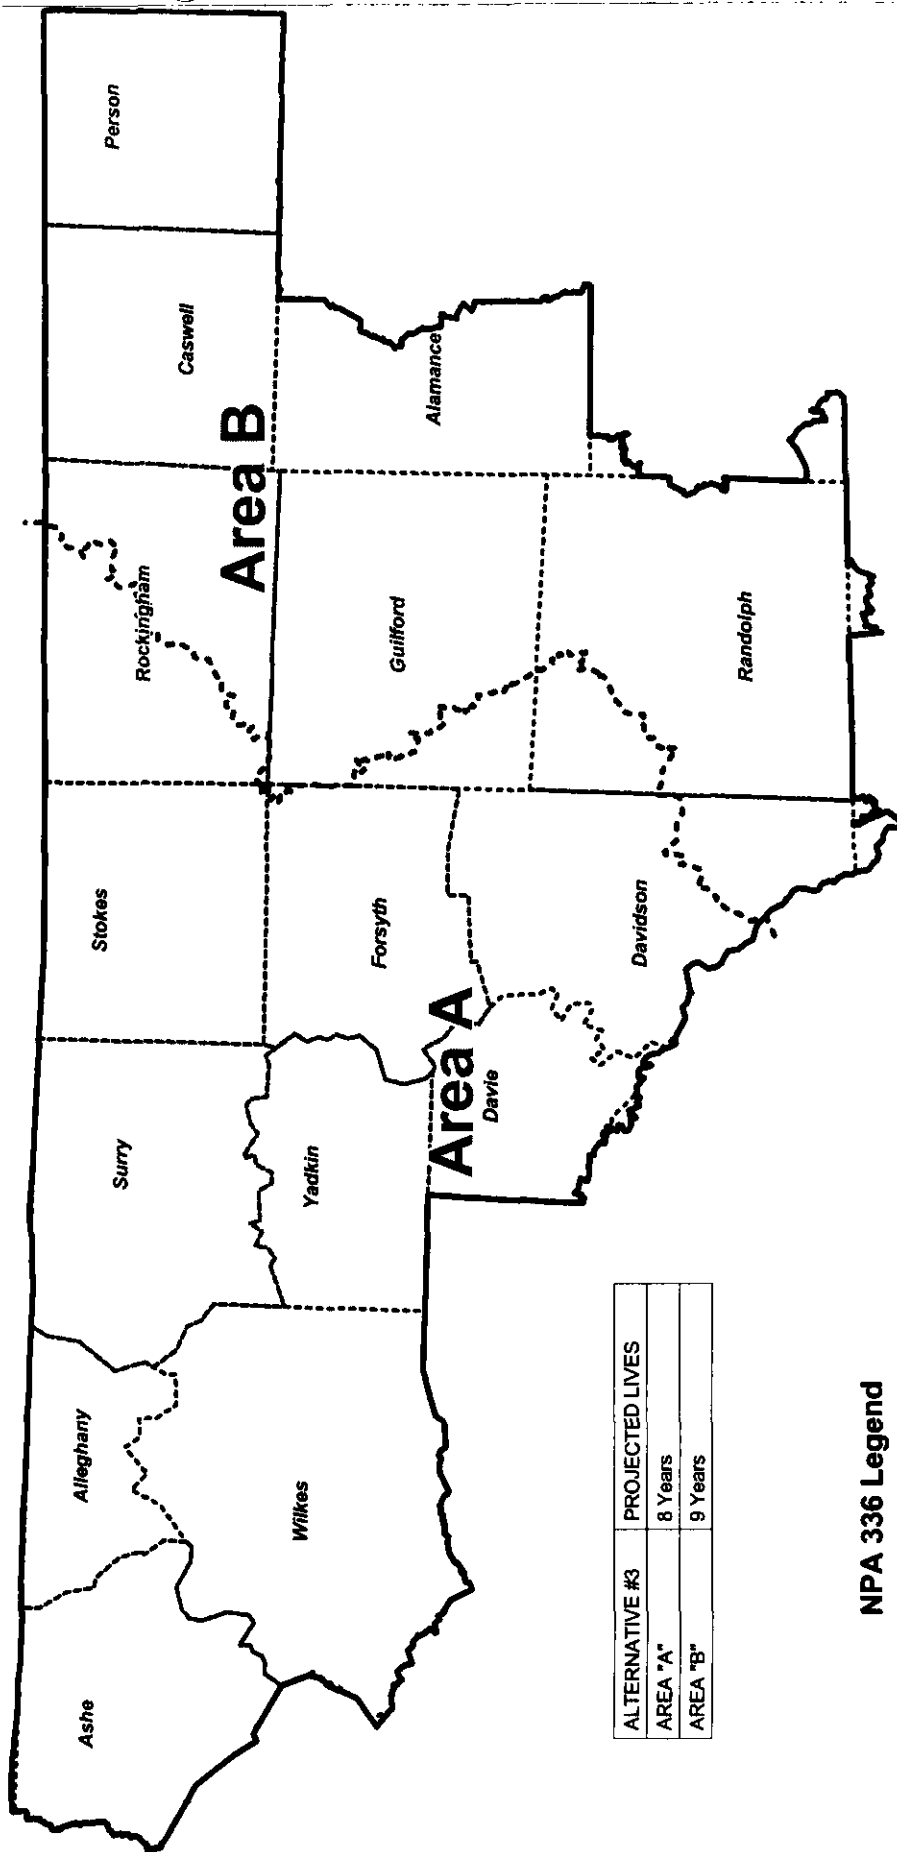 Ashe
Alleghany
Surry
Stokes
Rockingham
Caswell
Person
Wilkes
Yadkin
Forsyth
Guilford
Alamance
Davie
Davidson
Randolph
Area A
Area B
ALTERNATIVE #3 PROJECTED LIVES
AREA "A" 8 Years
AREA "B" 9 Years
NPA 336 Legend